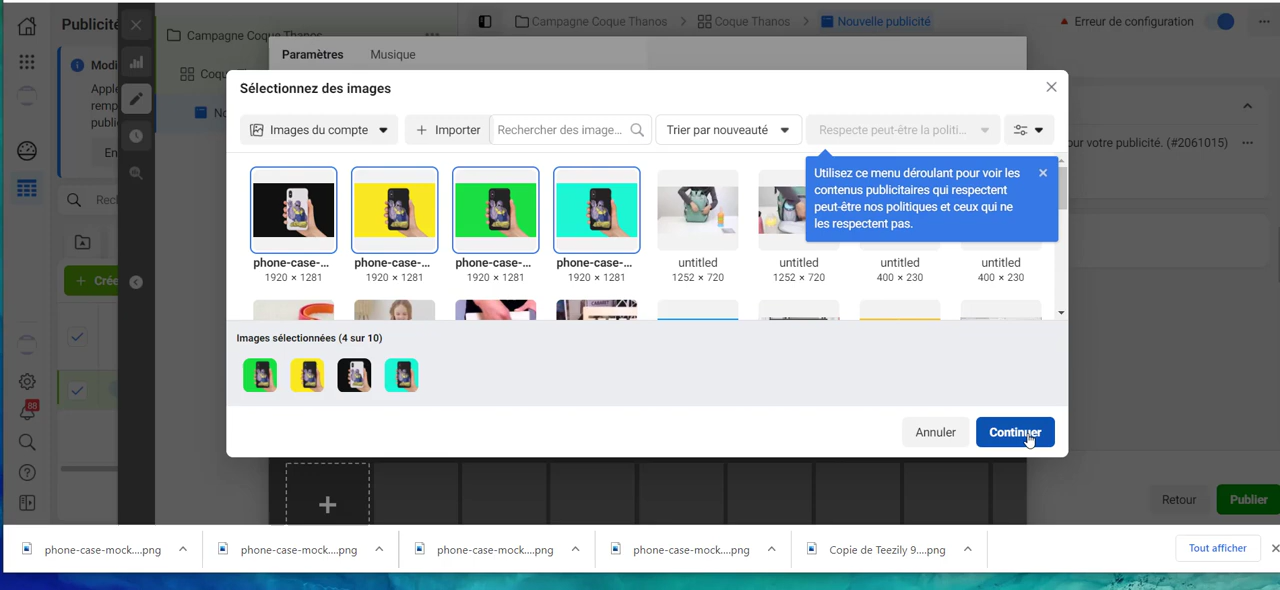 Publicité
Campagne Coque Thanos
Coque Thanos
Nouvelle publicité
Erreur de configuration
Campagne Coque Thanos
Paramètres
Musique
Sélectionnez des images
Images du compte
Importer
Rechercher des image...
Trier par nouveauté
Respecte peut-être la politi...
our votre publicité. (#2061015)
Utilisez ce menu déroulant pour voir les
contenus publicitaires qui respectent
peut-être nos politiques et ceux qui ne
les respectent pas.
phone-case-...
1920 × 1281
phone-case-...
1920 × 1281
phone-case-...
1920 × 1281
phone-case-...
1920 × 1281
untitled
1252 × 720
untitled
1252 × 720
untitled
400 × 230
untitled
400 × 230
CABARET
Images sélectionnées (4 sur 10)
Annuler
Continuer
88
Retour
Publier
phone-case-mock....png
phone-case-mock....png
phone-case-mock....png
phone-case-mock....png
Copie de Teezily 9....png
Tout afficher